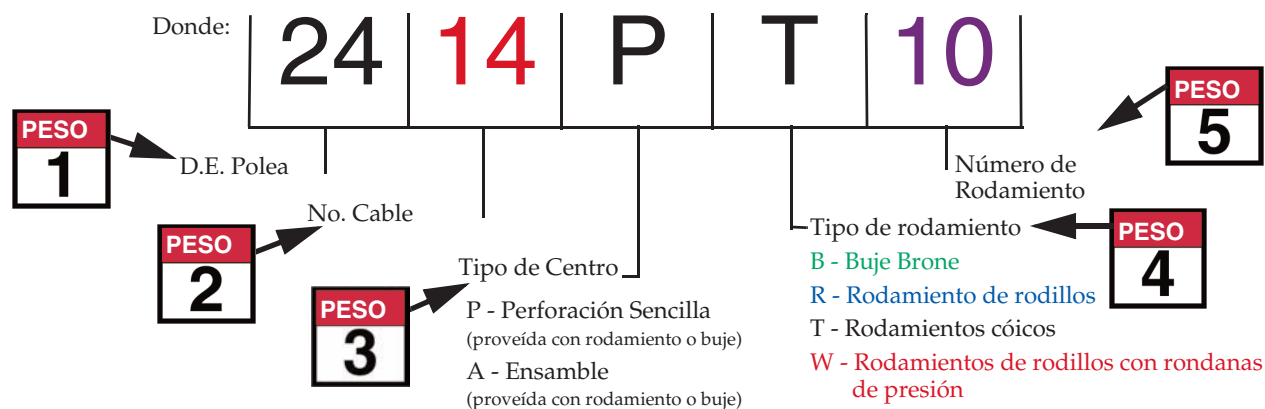 Donde:
24 14 P T 10
PESO
1
D.E. Polea
PESO
2
No. Cable
PESO
3
Tipo de Centro
P - Perforación Sencilla
(proveída con rodamiento o buje)
A - Ensamble
(proveída con rodamiento o buje)
PESO
4
Tipo de rodamiento
B - Buje Brone
R - Rodamiento de rodillos
T - Rodamientos cóicos
W - Rodamientos de rodillos con rondanas
de presión
PESO
5
Número de
Rodamiento